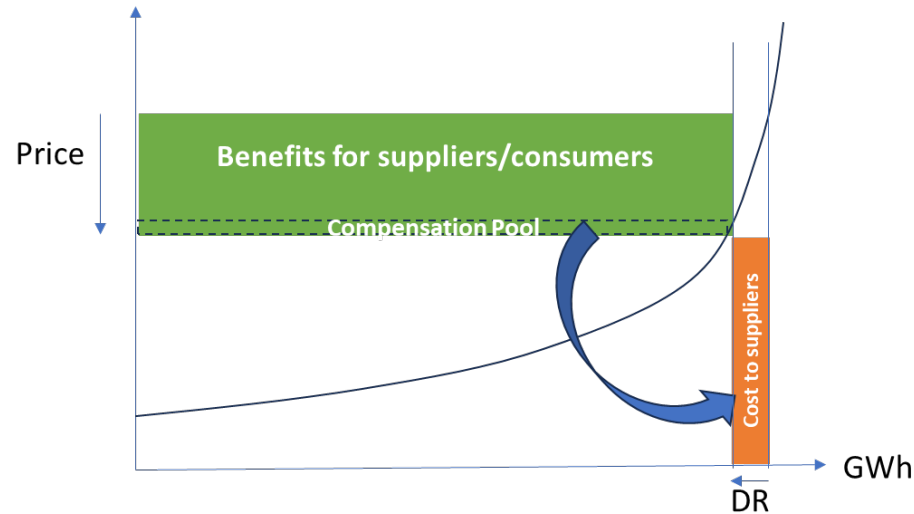 Benefits for suppliers/consumers
Price
Compensation Pool
Cost to suppliers
GWh
DR